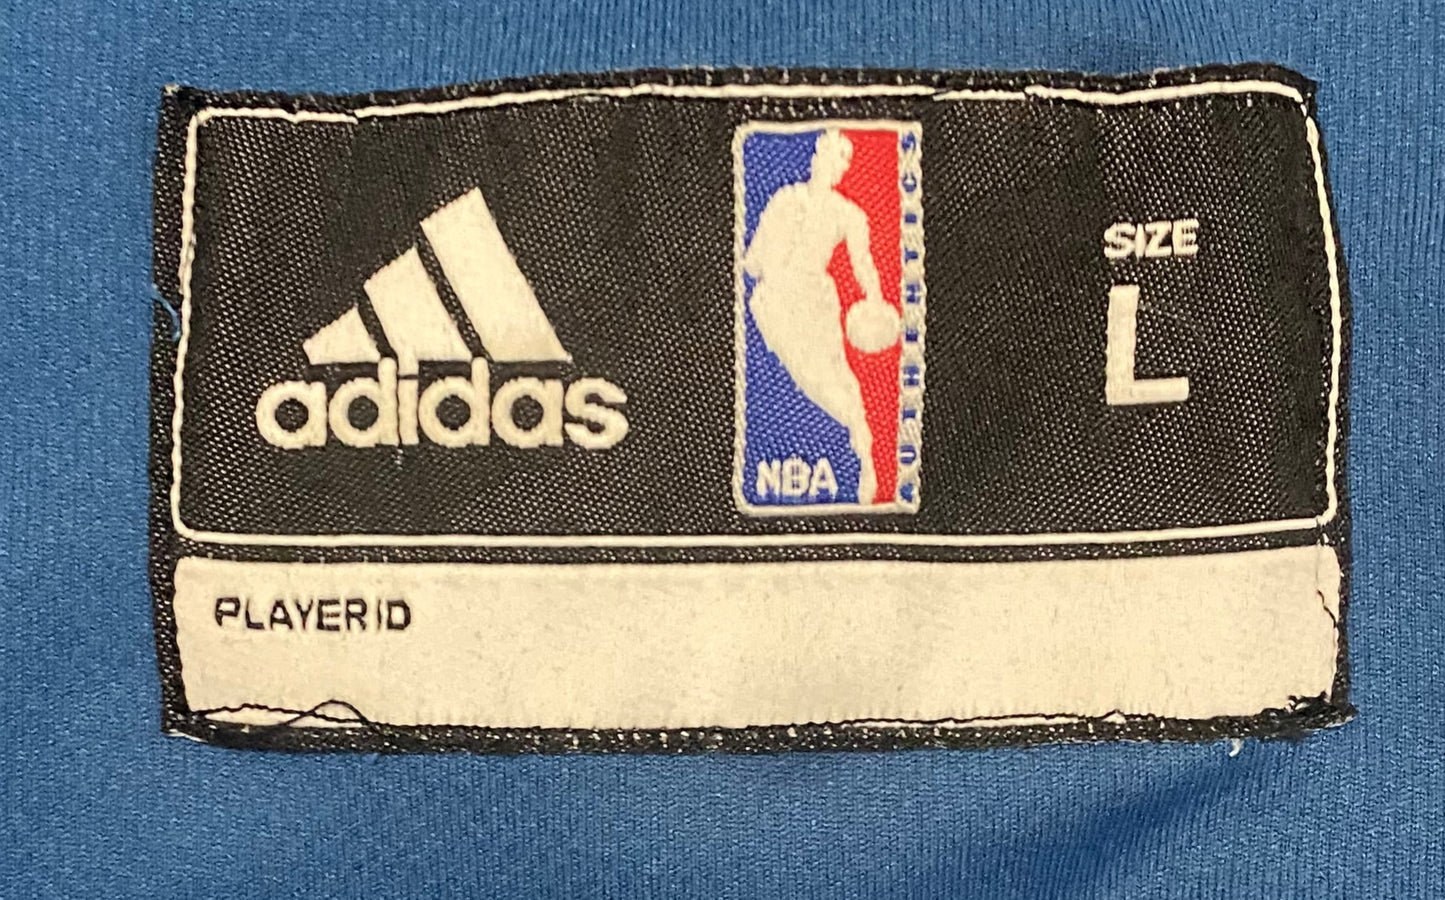 adidas
NBA
AUTHENTICS
SIZE
L
PLAYER ID